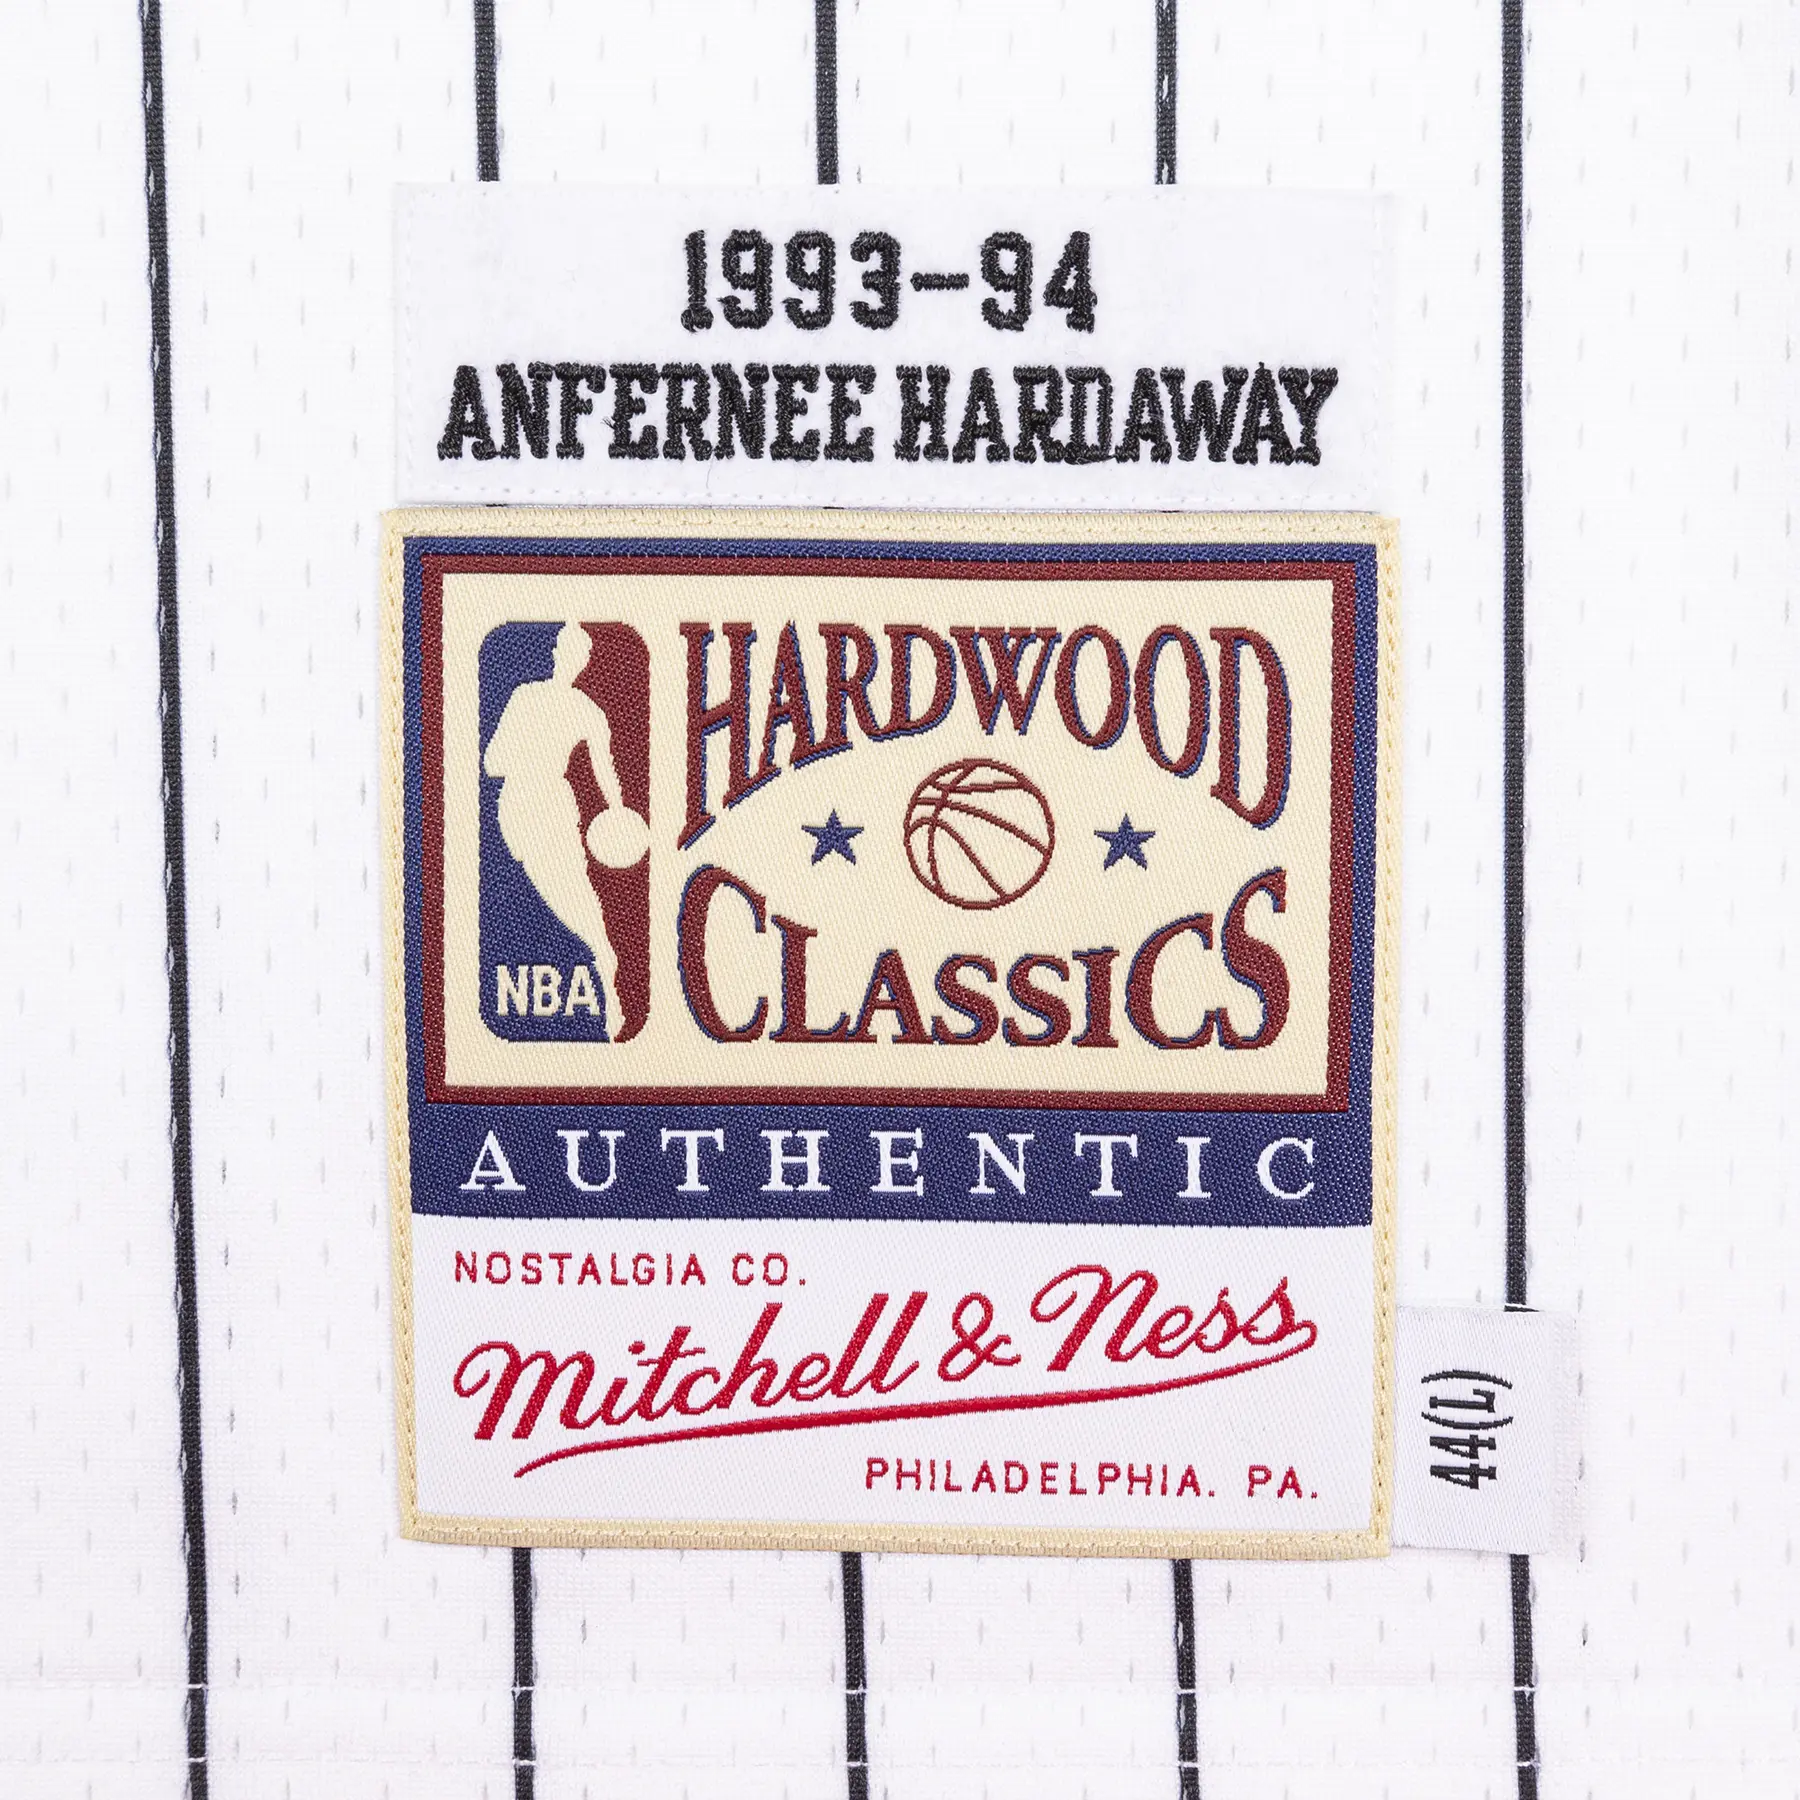 1993-94
ANFERNEE HARDAWAY
HARDWOOD
CLASSICS
NBA
AUTHENTIC
NOSTALGIA CO.
Mitchell & Ness
PHILADELPHIA. PA.
44(L)